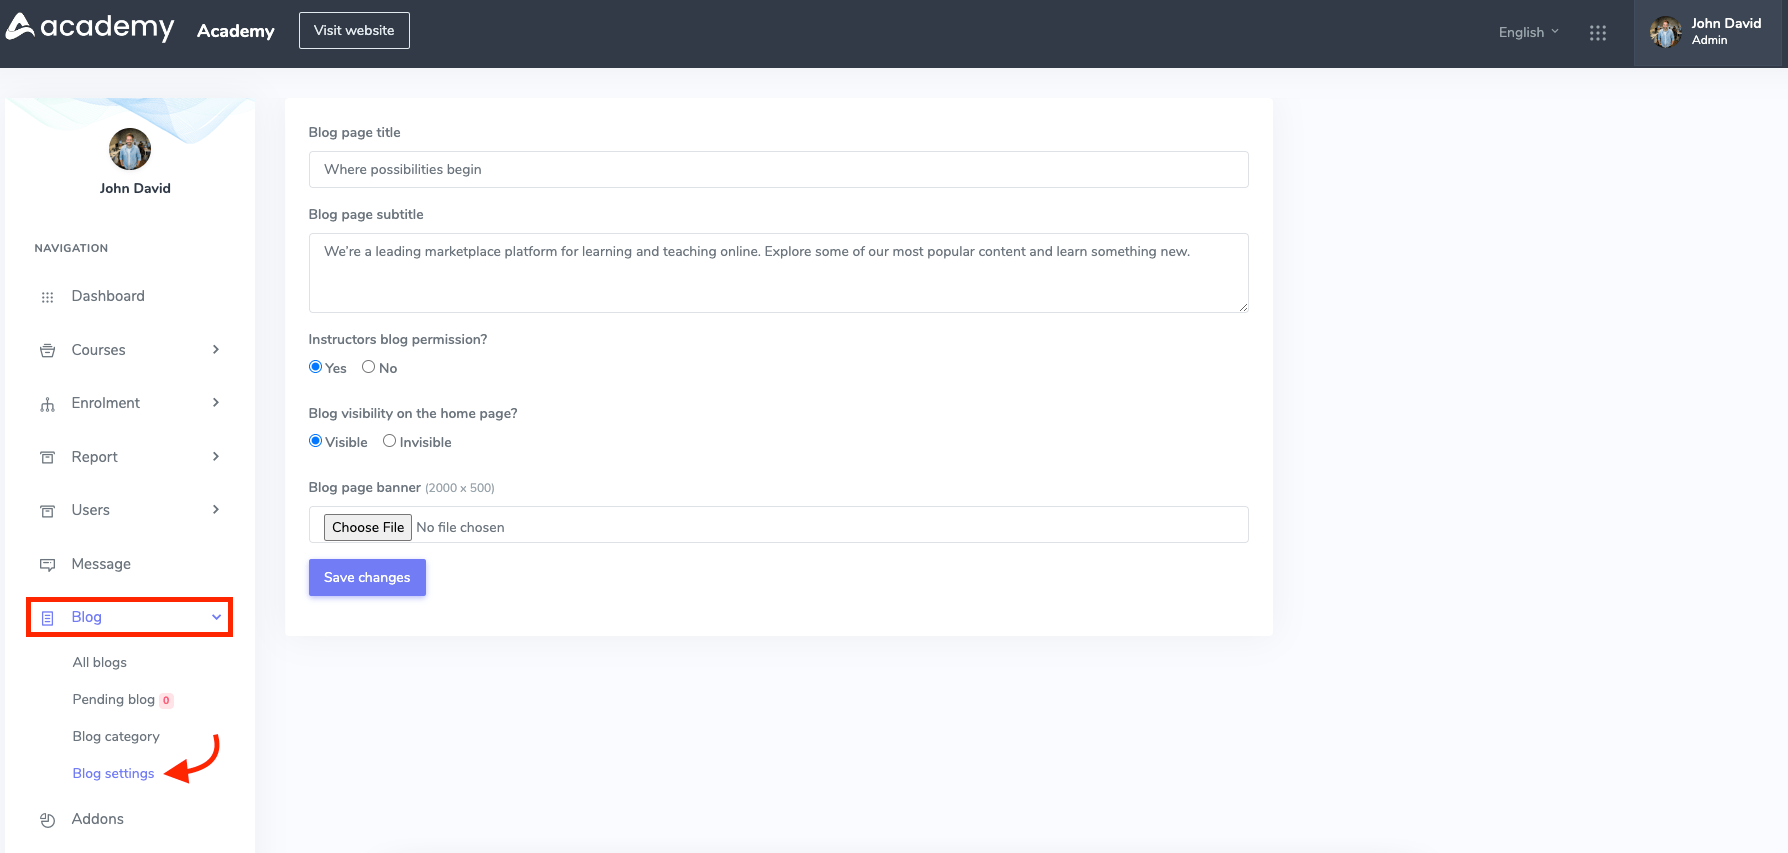 academy Academy Visit website English John David
Admin
John David
NAVIGATION
Dashboard
Courses
Enrolment
Report
Users
Message
Blog
All blogs
Pending blog 0
Blog category
Blog settings
Addons
Blog page title
Where possibilities begin
Blog page subtitle
We're a leading marketplace platform for learning and teaching online. Explore some of our most popular content and learn something new.
Instructors blog permission?
Yes No
Blog visibility on the home page?
Visible Invisible
Blog page banner (2000 x 500)
Choose File No file chosen
Save changes